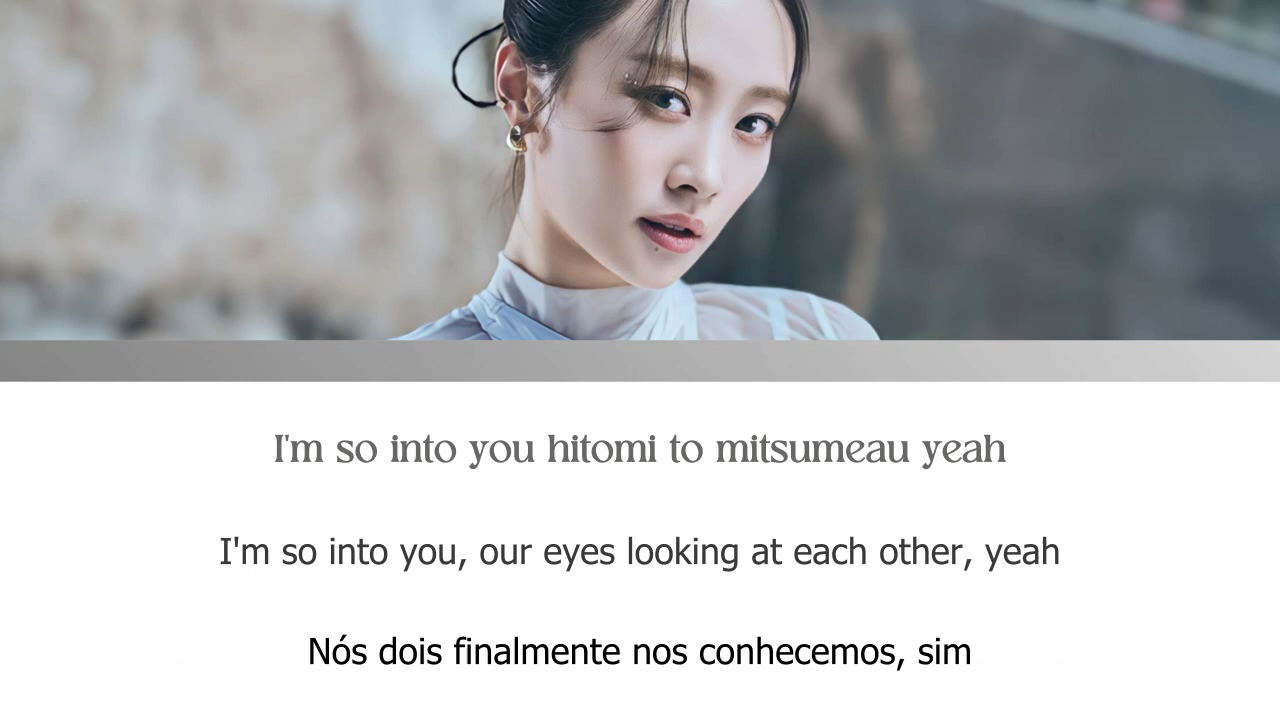 I'm so into you hitomi to mitsumeau yeah
I'm so into you, our eyes looking at each other, yeah
Nós dois finalmente nos conhecemos, sim